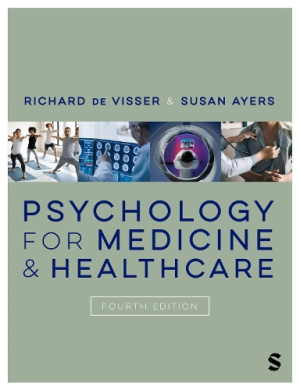 RICHARD DE VISSER & SUSAN AYERS
PSYCHOLOGY
FOR MEDICINE
& HEALTHCARE
FOURTH EDITION
S